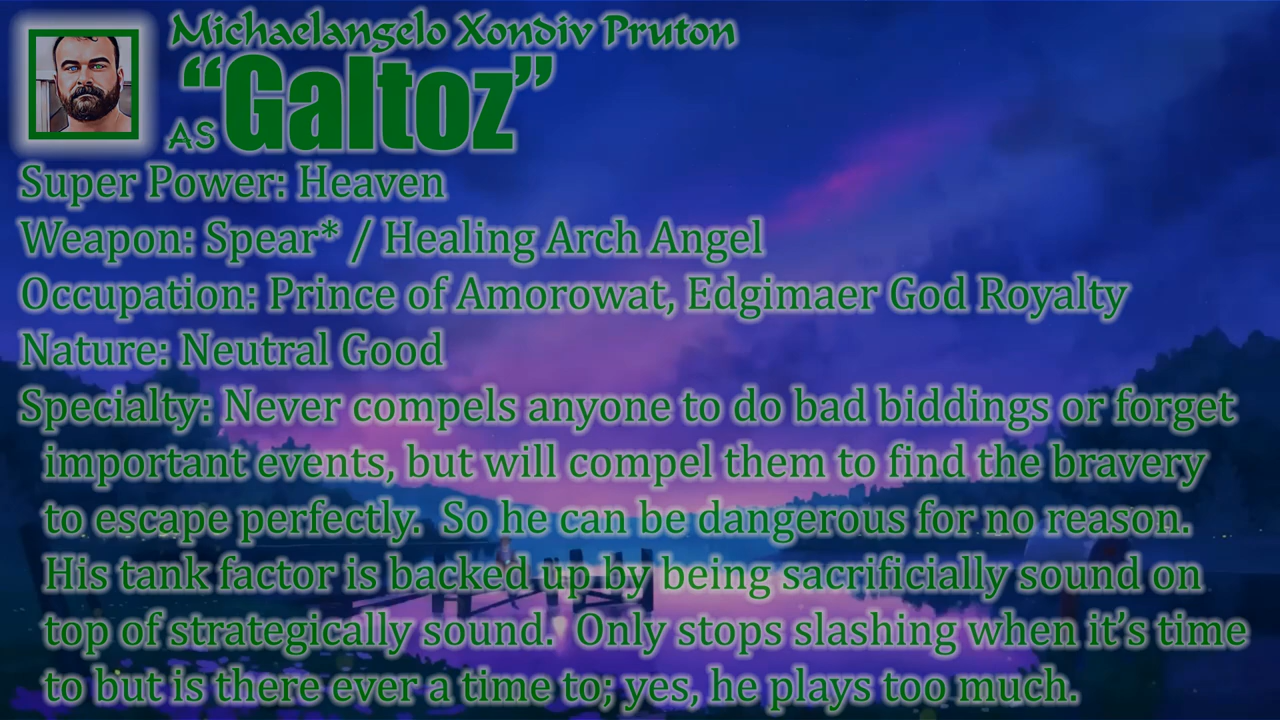 Michaelangelo Xondiv Pruton
AS “Galtoz”
Super Power: Heaven
Weapon: Spear* / Healing Arch Angel
Occupation: Prince of Amorowat, Edgimaer God Royalty
Nature: Neutral Good
Specialty: Never compels anyone to do bad biddings or forget
important events, but will compel them to find the bravery
to escape perfectly.  So he can be dangerous for no reason.
His tank factor is backed up by being sacrificially sound on
top of strategically sound.  Only stops slashing when it’s time
to but is there ever a time to; yes, he plays too much.